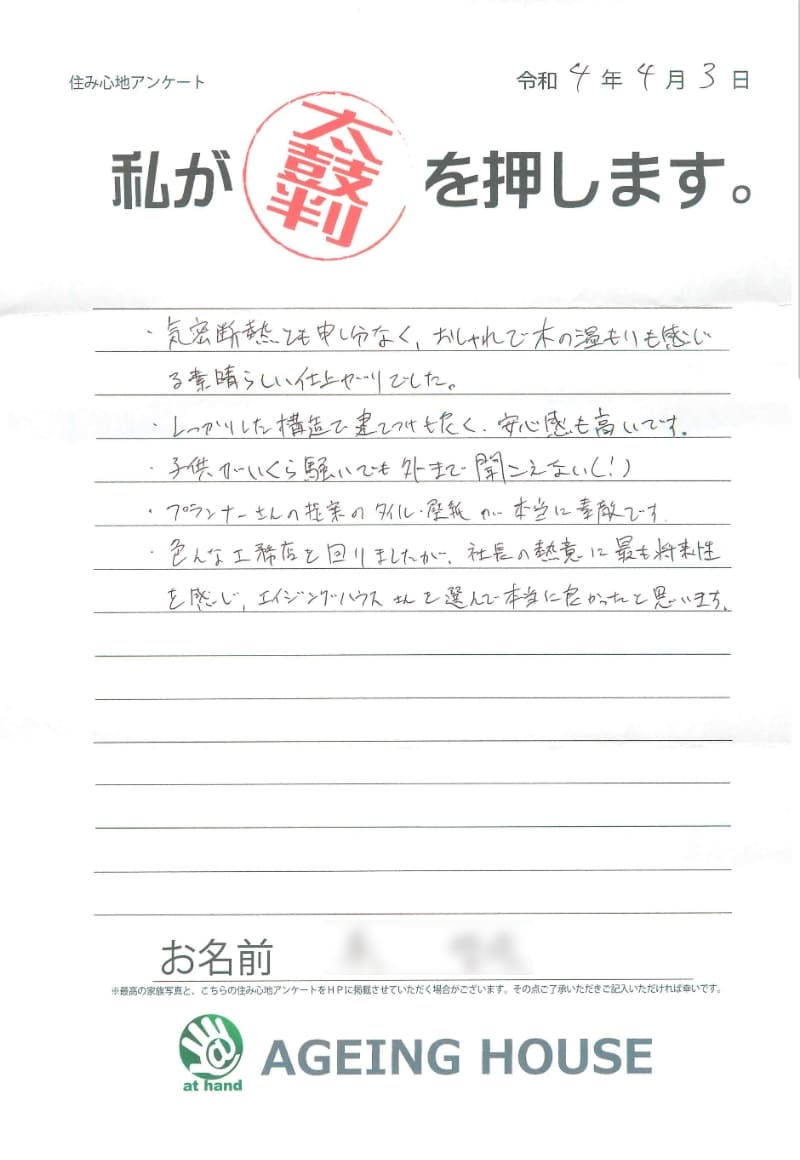 住み心地アンケート
令和 4 年 4 月 3 日
私が 太鼓判 を押します。
・気密断熱とも申し分なく、おしゃれで木の温もりも感じ
る素晴らしい仕上がりでした。
・しっかりした構造で建てつけも良く、安心感も高いです。
・子供がいくら騒いでも外まで聞こえない(!)
・プランナーさんの提案のタイル・壁紙が本当に素敵です。
・色んな工務店を回りましたが、社長の熱意に最も将来性
を感じ、エイジングハウスさんを選んで本当に良かったと思います。
お名前
※最高の家族写真と、こちらの住み心地アンケートをHPに掲載させていただく場合がございます。その点ご了承いただきご記入いただければ幸いです。
@
at hand
AGEING HOUSE